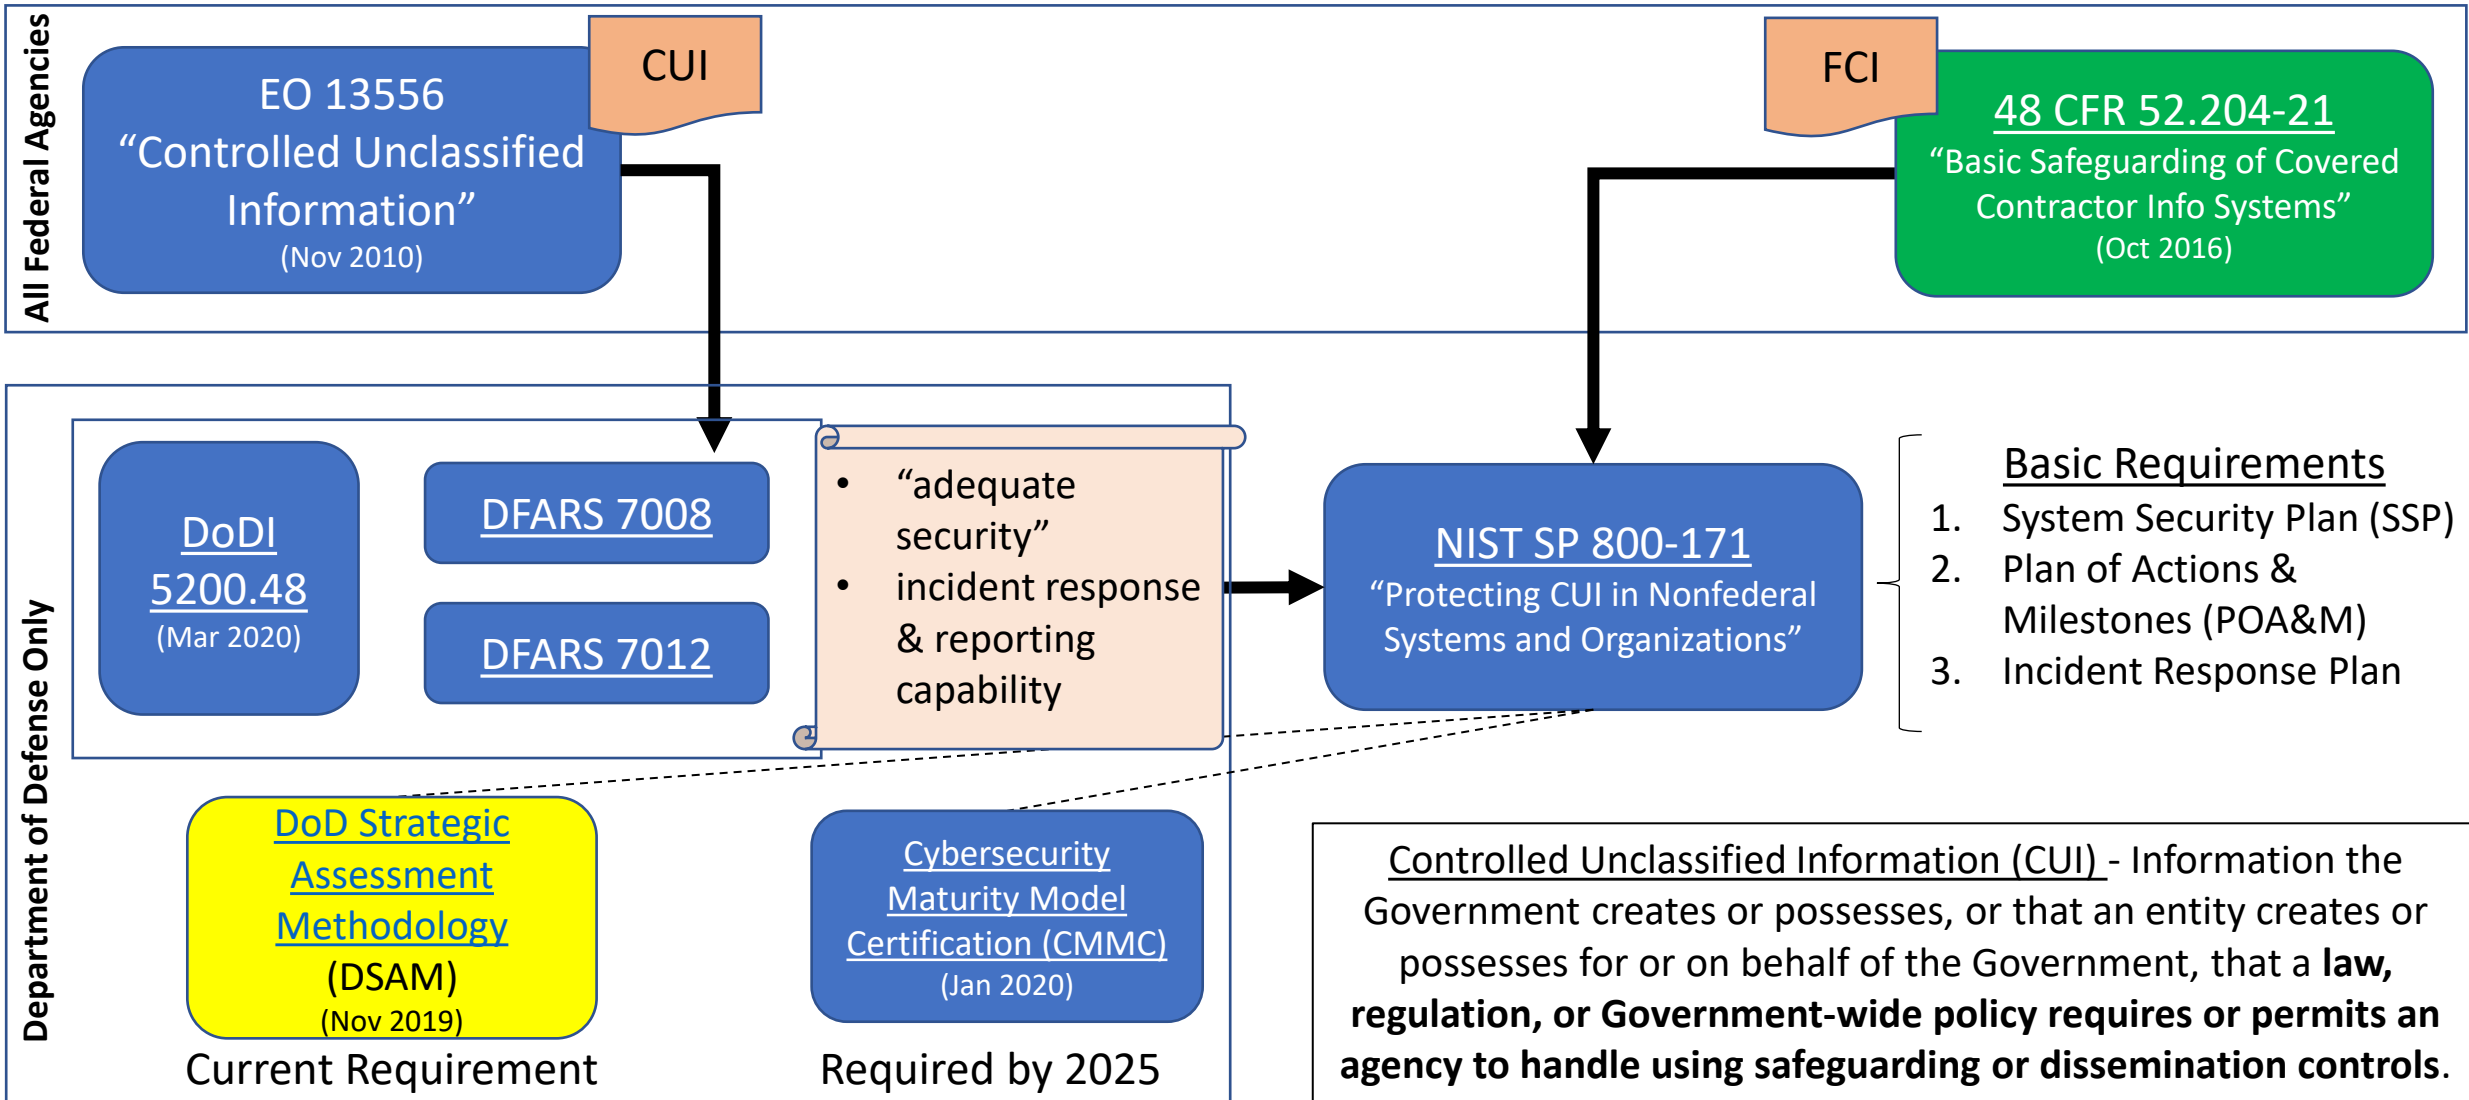 All Federal Agencies
EO 13556
“Controlled Unclassified
Information”
(Nov 2010)
CUI
FCI
48 CFR 52.204-21
“Basic Safeguarding of Covered
Contractor Info Systems”
(Oct 2016)
Department of Defense Only
DoDI
5200.48
(Mar 2020)
DFARS 7008
DFARS 7012
• “adequate
security”
• incident response
& reporting
capability
NIST SP 800-171
“Protecting CUI in Nonfederal
Systems and Organizations”
Basic Requirements
1. System Security Plan (SSP)
2. Plan of Actions &
Milestones (POA&M)
3. Incident Response Plan
DoD Strategic
Assessment
Methodology
(DSAM)
(Nov 2019)
Current Requirement
Cybersecurity
Maturity Model
Certification (CMMC)
(Jan 2020)
Required by 2025
Controlled Unclassified Information (CUI) - Information the
Government creates or possesses, or that an entity creates or
possesses for or on behalf of the Government, that a law,
regulation, or Government-wide policy requires or permits an
agency to handle using safeguarding or dissemination controls.